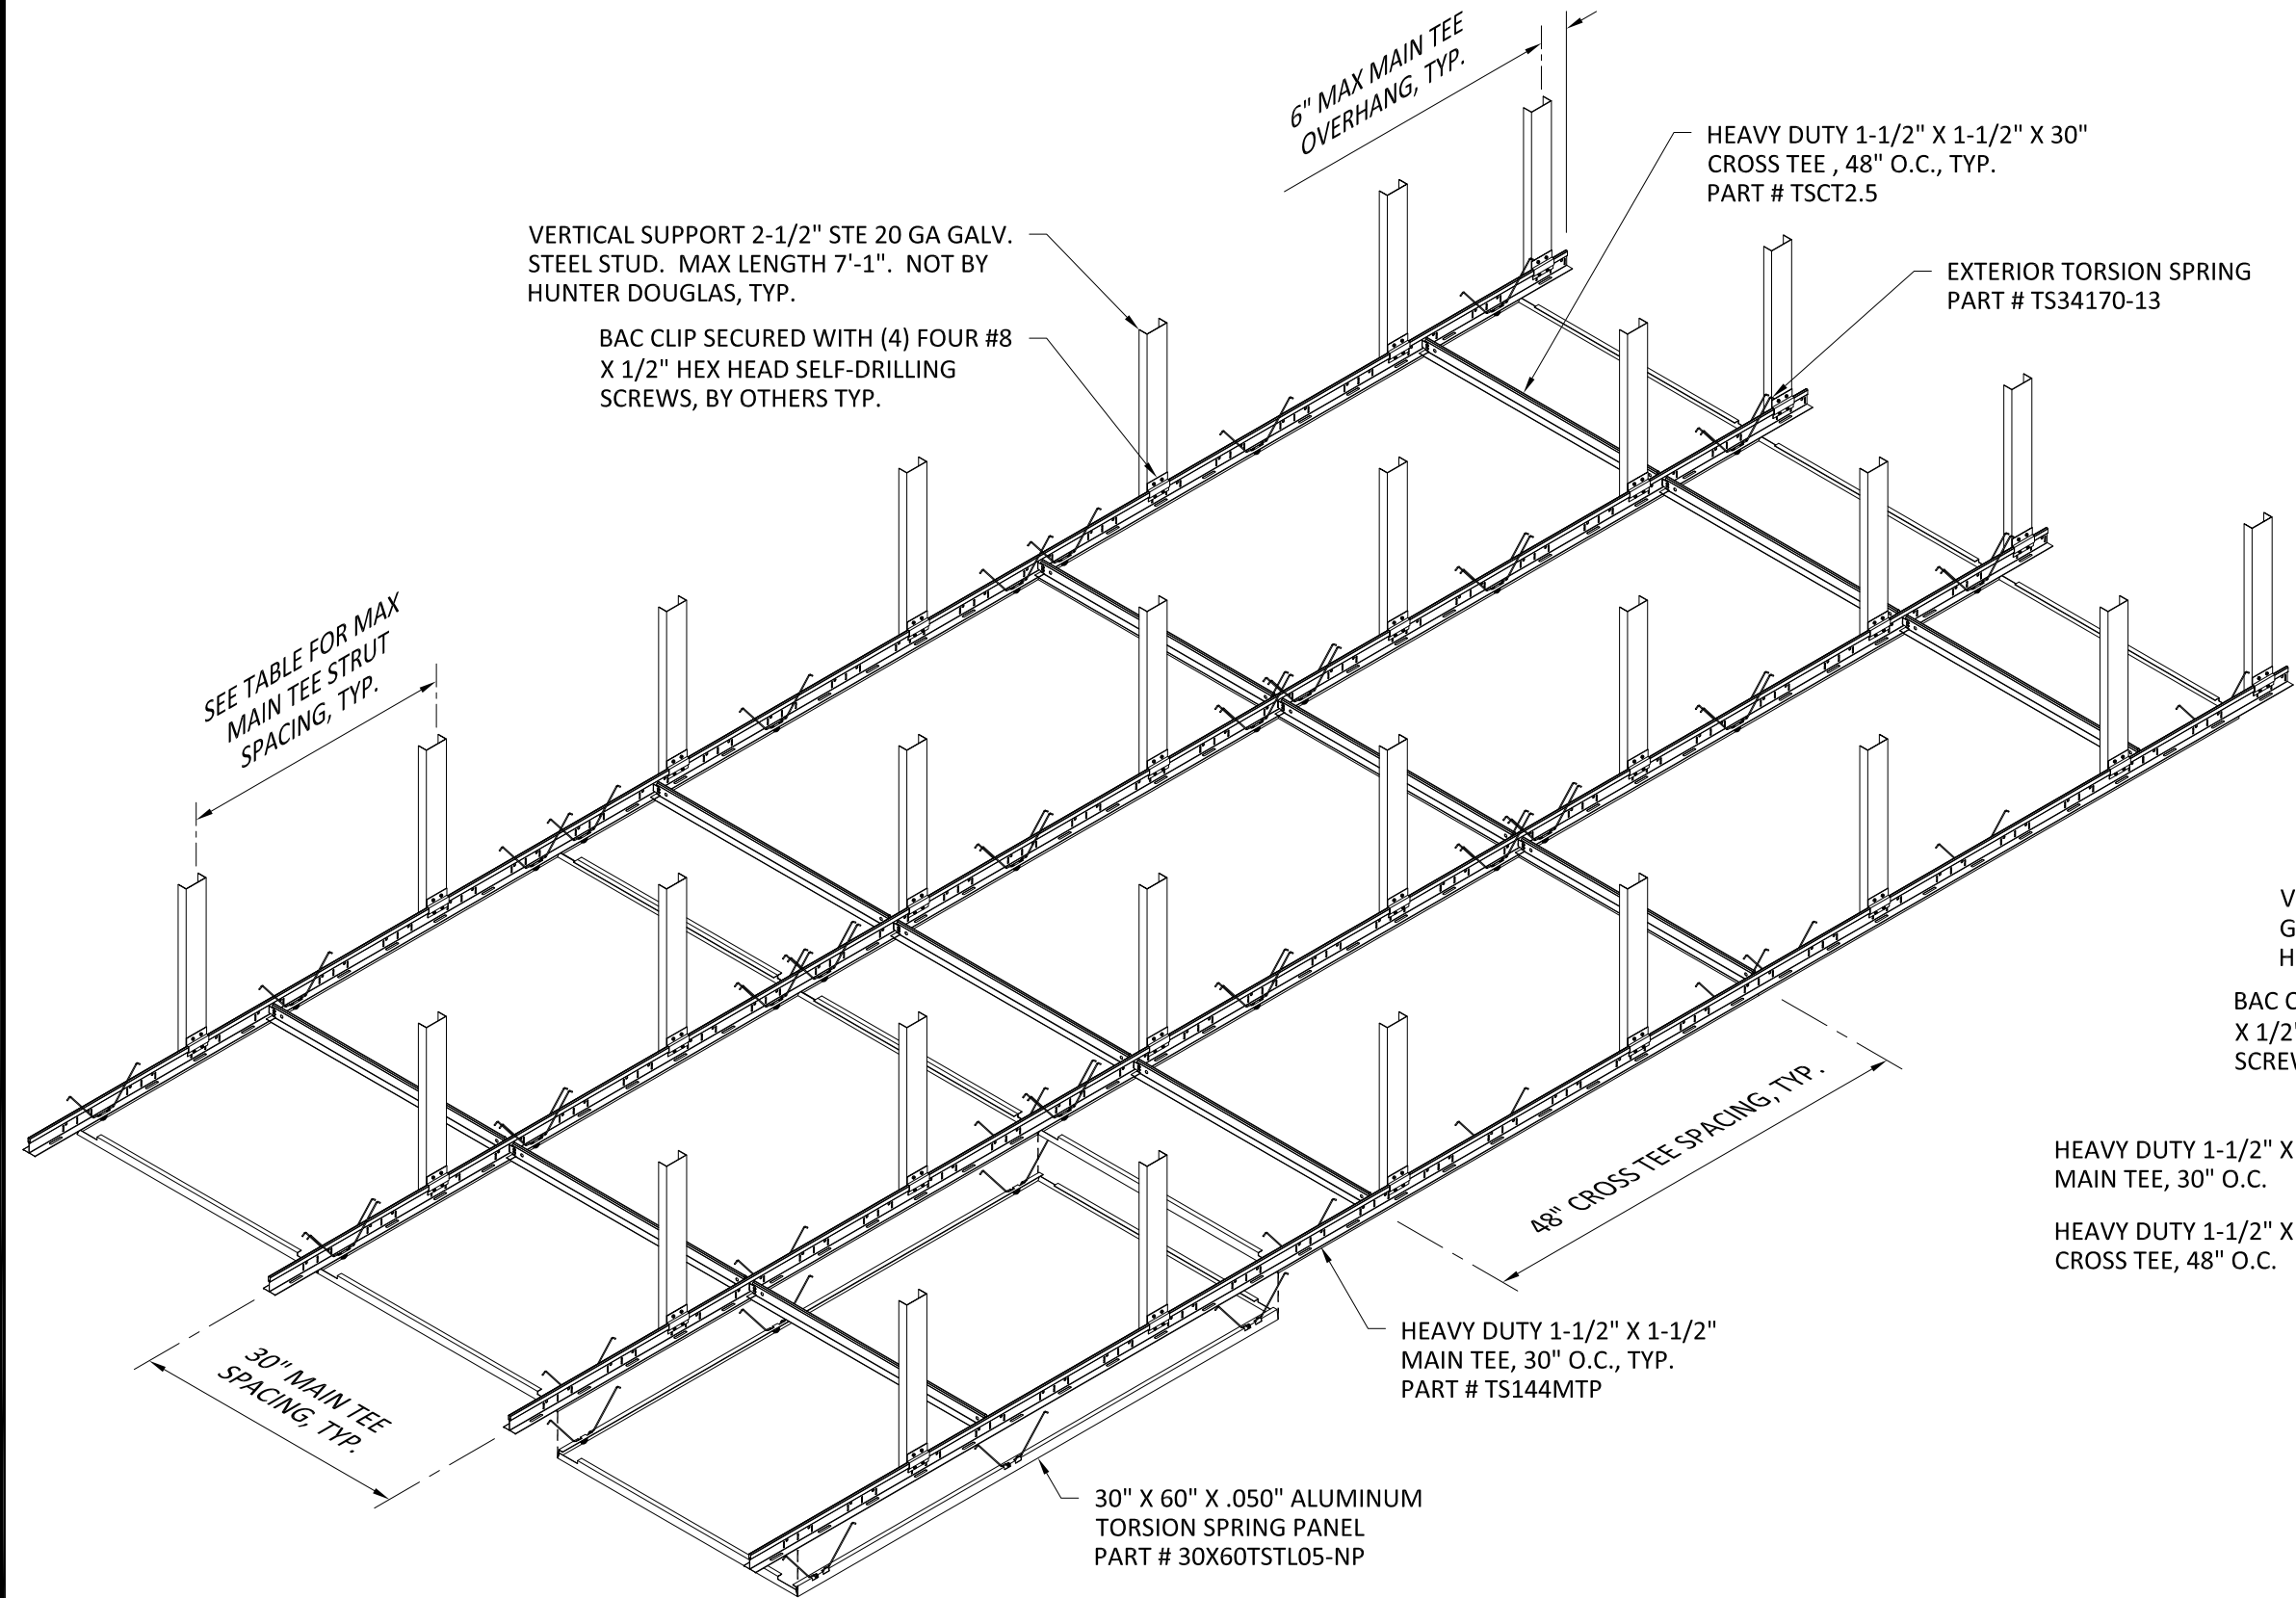 6" MAX MAIN TEE
OVERHANG, TYP.
HEAVY DUTY 1-1/2" X 1-1/2" X 30"
CROSS TEE , 48" O.C., TYP.
PART # TSCT2.5
VERTICAL SUPPORT 2-1/2" STE 20 GA GALV.
STEEL STUD.  MAX LENGTH 7'-1".  NOT BY
HUNTER DOUGLAS, TYP.
EXTERIOR TORSION SPRING
PART # TS34170-13
BAC CLIP SECURED WITH (4) FOUR #8
X 1/2" HEX HEAD SELF-DRILLING
SCREWS, BY OTHERS TYP.
SEE TABLE FOR MAX
MAIN TEE STRUT
SPACING, TYP.
V
G
H
BAC C
X 1/2"
SCREW
48" CROSS TEE SPACING, TYP.
HEAVY DUTY 1-1/2" X
MAIN TEE, 30" O.C.
HEAVY DUTY 1-1/2" X
CROSS TEE, 48" O.C.
30" MAIN TEE
SPACING, TYP.
HEAVY DUTY 1-1/2" X 1-1/2"
MAIN TEE, 30" O.C., TYP.
PART # TS144MTP
30" X 60" X .050" ALUMINUM
TORSION SPRING PANEL
PART # 30X60TSTL05-NP